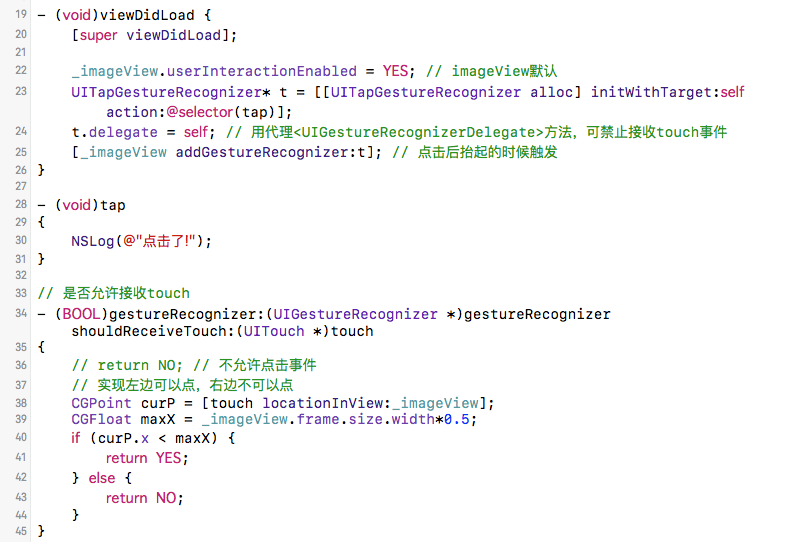 19 - (void)viewDidLoad {
20     [super viewDidLoad];
21
22     _imageView.userInteractionEnabled = YES; // imageView默认
23     UITapGestureRecognizer* t = [[UITapGestureRecognizer alloc] initWithTarget:self
        action:@selector(tap)];
24     t.delegate = self; // 用代理<UIGestureRecognizerDelegate>方法，可禁止接收touch事件
25     [_imageView addGestureRecognizer:t]; // 点击后抬起的时候触发
26 }
27
28 - (void)tap
29 {
30     NSLog(@"点击了!");
31 }
32
33 // 是否允许接收touch
34 - (BOOL)gestureRecognizer:(UIGestureRecognizer *)gestureRecognizer
    shouldReceiveTouch:(UITouch *)touch
35 {
36     // return NO; // 不允许点击事件
37     // 实现左边可以点，右边不可以点
38     CGPoint curP = [touch locationInView:_imageView];
39     CGFloat maxX = _imageView.frame.size.width*0.5;
40     if (curP.x < maxX) {
41         return YES;
42     } else {
43         return NO;
44     }
45 }